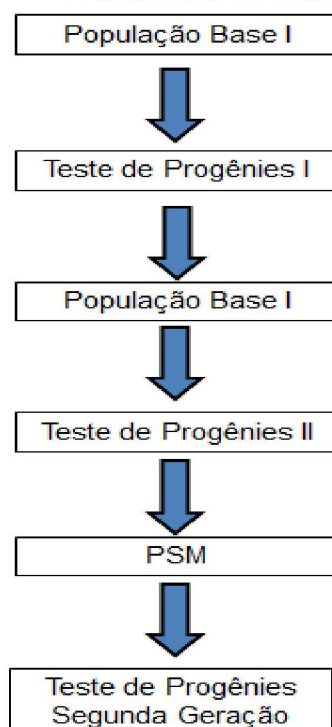 População Base I
Teste de Progênies I
População Base I
Teste de Progênies II
PSM
Teste de Progênies
Segunda Geração